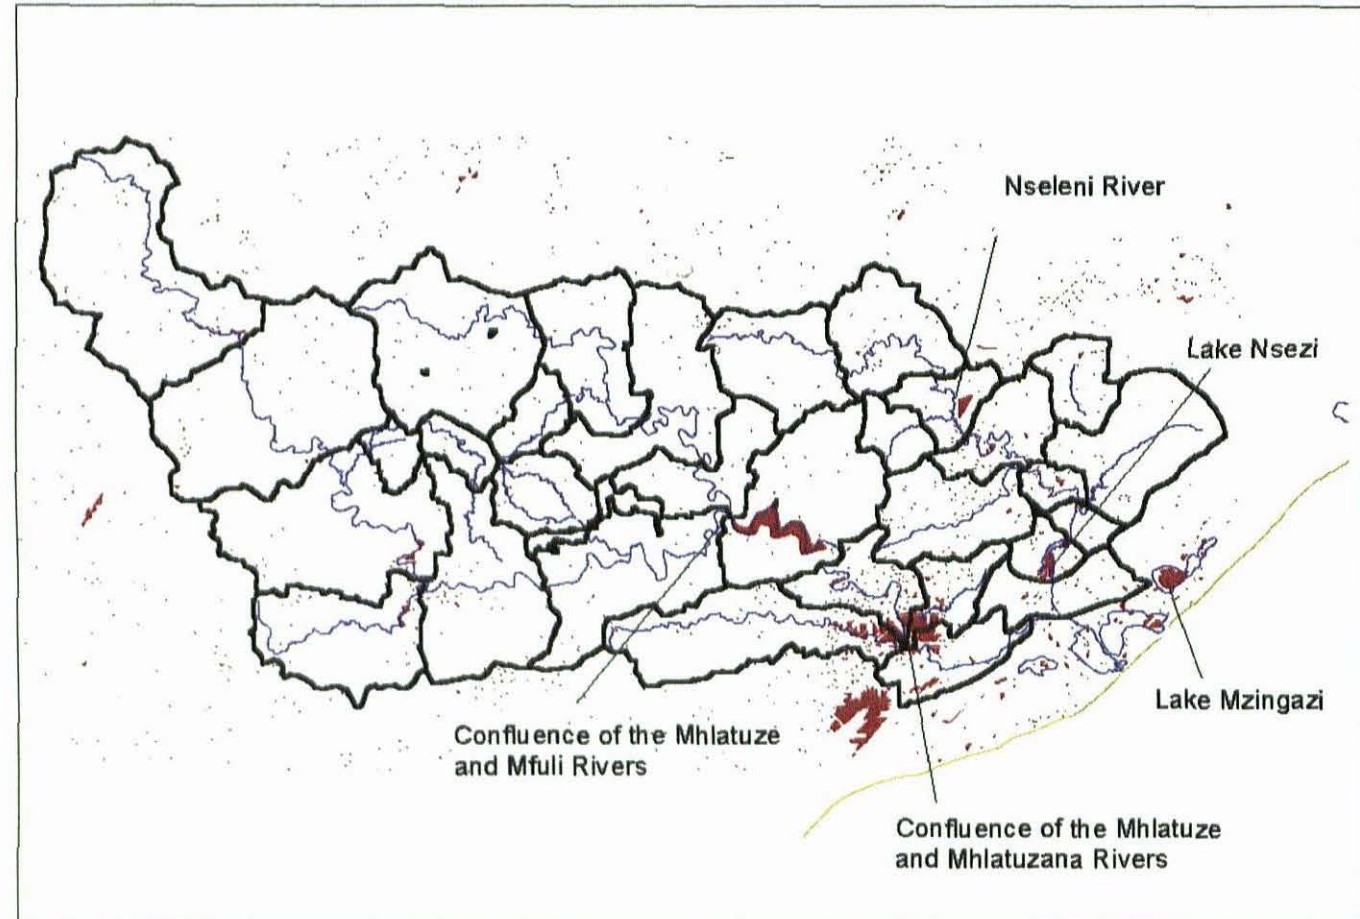 Nseleni River
Lake Nsezi
Lake Mzingazi
Confluence of the Mhlatuze
and Mfuli Rivers
Confluence of the Mhlatuze
and Mhlatuzana Rivers